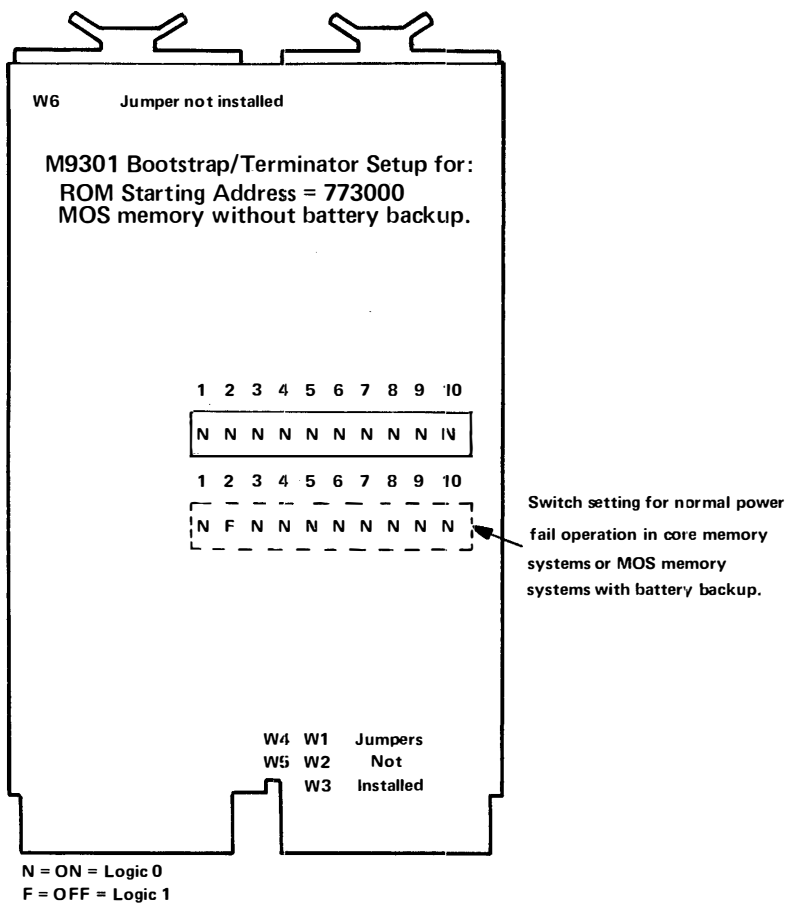 W6 Jumper not installed
M9301 Bootstrap/Terminator Setup for:
ROM Starting Address = 773000
MOS memory without battery backup.
1 2 3 4 5 6 7 8 9 10
N N N N N N N N N N
1 2 3 4 5 6 7 8 9 10
N F N N N N N N N N
Switch setting for normal power
fail operation in core memory
systems or MOS memory
systems with battery backup.
W4 W1 Jumpers
W5 W2 Not
W3 Installed
N = ON = Logic 0
F = OFF = Logic 1